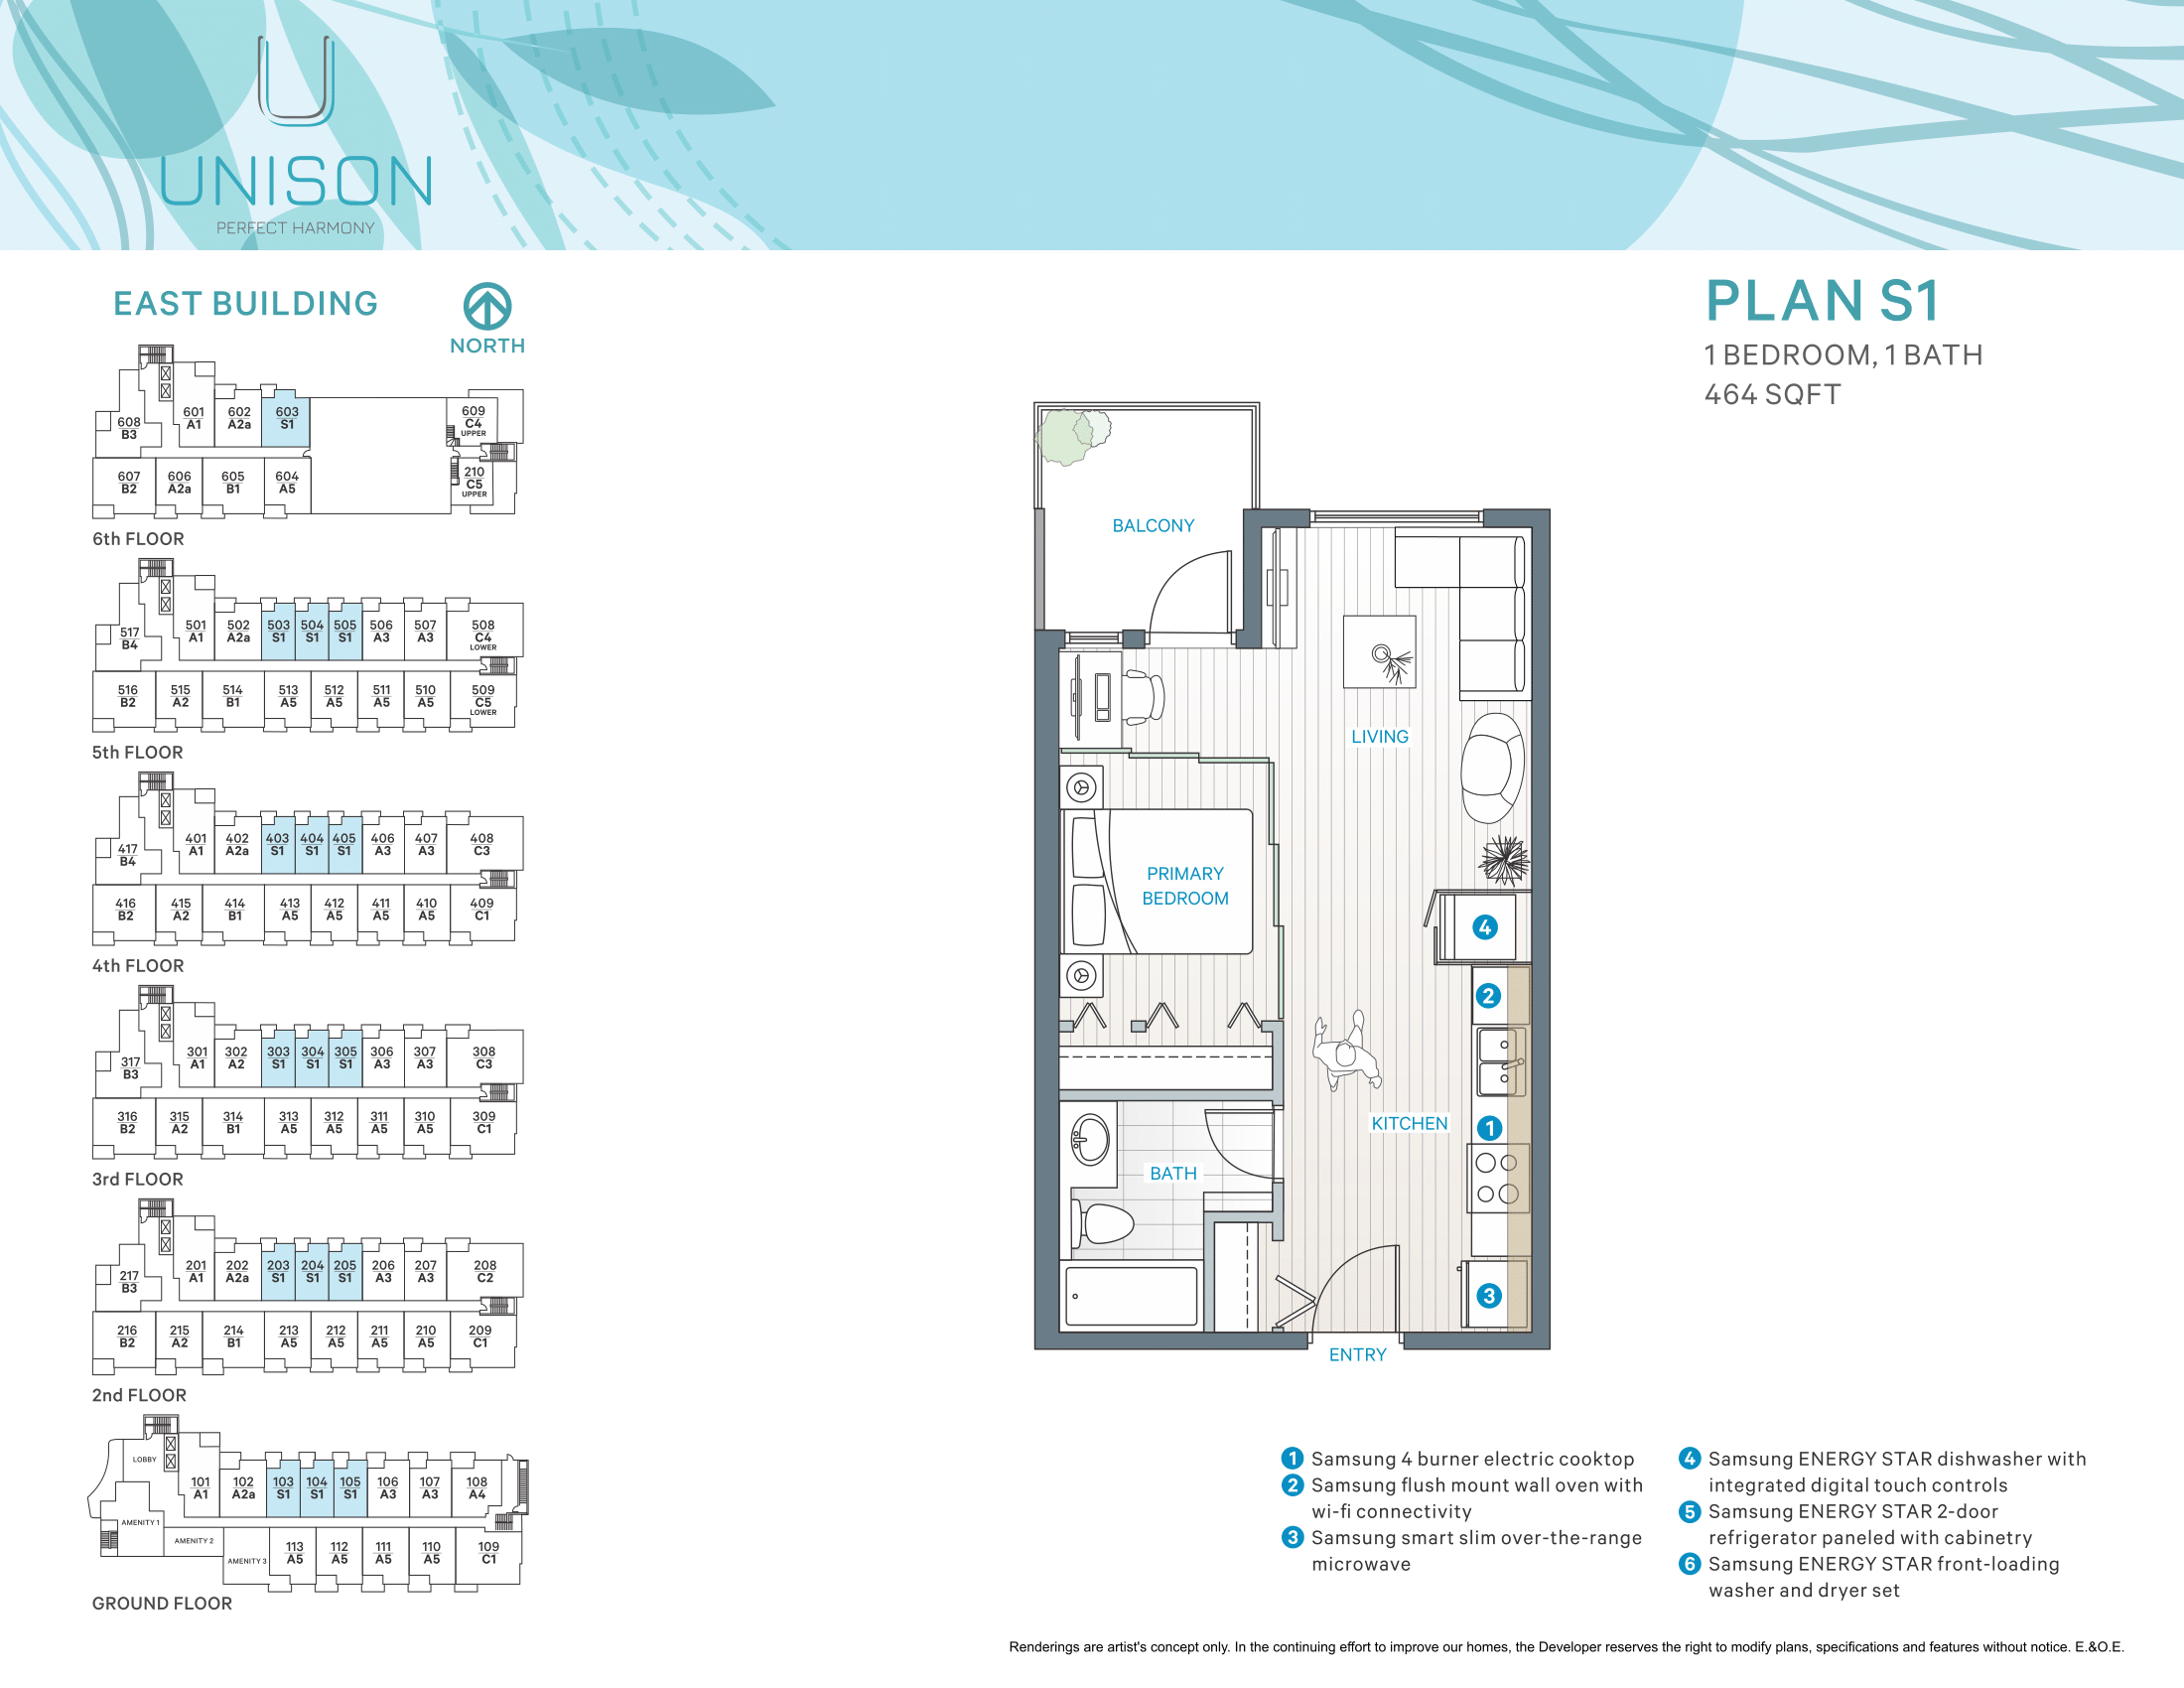 UNISON
PERFECT HARMONY
EAST BUILDING
NORTH
PLAN S1
1 BEDROOM, 1 BATH
464 SQFT
601 A1
602 A2a
603 S1
608 B3
609 C4 UPPER
607 B2
606 A2a
605 B1
604 A5
210 C5 UPPER
6th FLOOR
517 B4
501 A1
502 A2a
503 S1
504 S1
505 S1
506 A3
507 A3
508 C4 LOWER
516 B2
515 A2
514 B1
513 A5
512 A5
511 A5
510 A5
509 C5 LOWER
5th FLOOR
417 B4
401 A1
402 A2a
403 S1
404 S1
405 S1
406 A3
407 A3
408 C3
416 B2
415 A2
414 B1
413 A5
412 A5
411 A5
410 A5
409 C1
4th FLOOR
317 B3
301 A1
302 A2
303 S1
304 S1
305 S1
306 A3
307 A3
308 C3
316 B2
315 A2
314 B1
313 A5
312 A5
311 A5
310 A5
309 C1
3rd FLOOR
217 B3
201 A1
202 A2a
203 S1
204 S1
205 S1
206 A3
207 A3
208 C2
216 B2
215 A2
214 B1
213 A5
212 A5
211 A5
210 A5
209 C1
2nd FLOOR
LOBBY
101 A1
102 A2a
103 S1
104 S1
105 S1
106 A3
107 A3
108 A4
AMENITY 1
AMENITY 2
AMENITY 3
113 A5
112 A5
111 A5
110 A5
109 C1
GROUND FLOOR
BALCONY
LIVING
PRIMARY
BEDROOM
4
2
KITCHEN
1
BATH
3
ENTRY
1 Samsung 4 burner electric cooktop
2 Samsung flush mount wall oven with
wi-fi connectivity
3 Samsung smart slim over-the-range
microwave
4 Samsung ENERGY STAR dishwasher with
integrated digital touch controls
5 Samsung ENERGY STAR 2-door
refrigerator paneled with cabinetry
6 Samsung ENERGY STAR front-loading
washer and dryer set
Renderings are artist's concept only. In the continuing effort to improve our homes, the Developer reserves the right to modify plans, specifications and features without notice. E.&O.E.